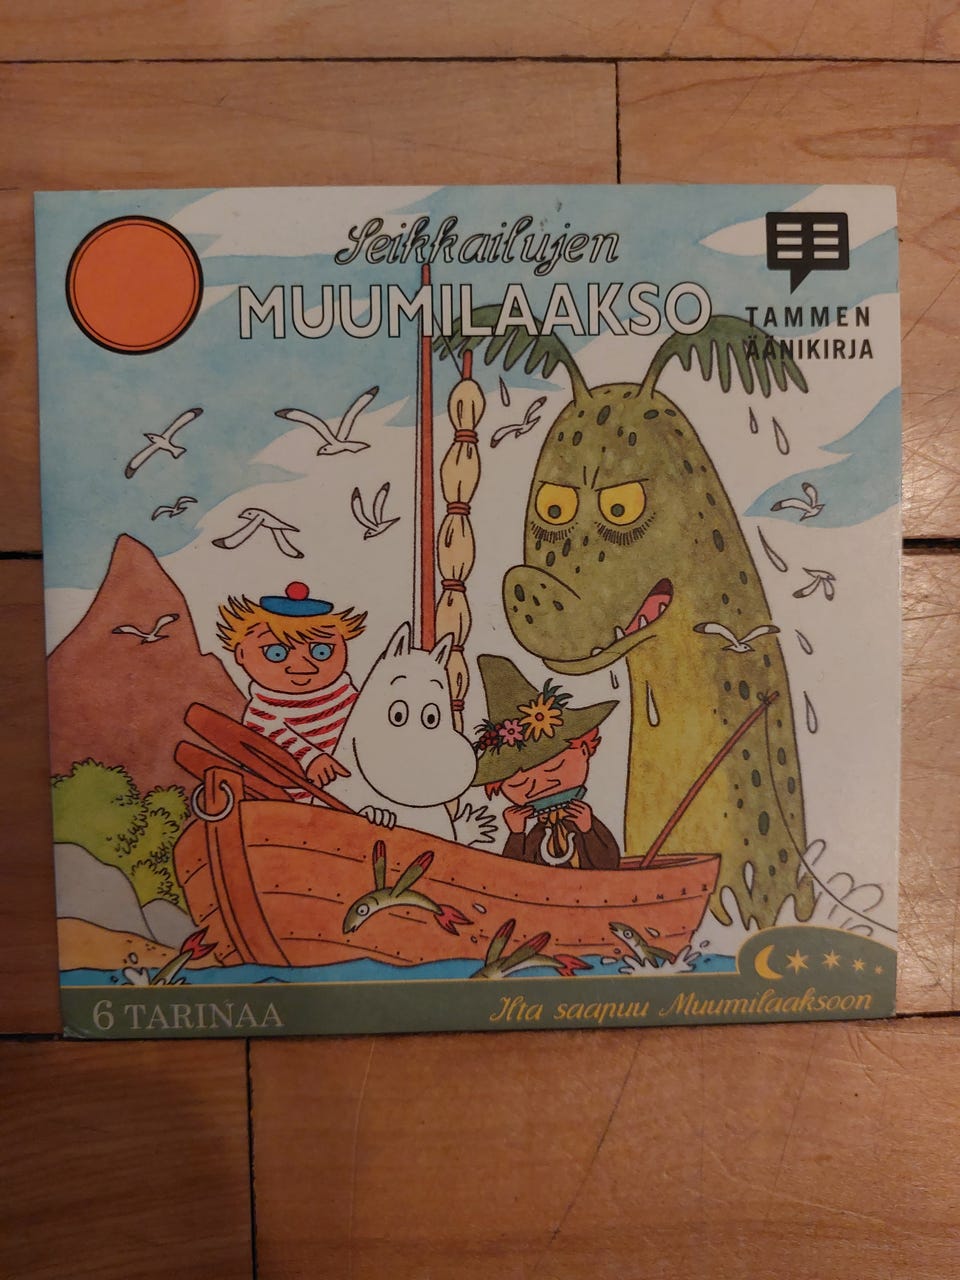 Seikkailujen
MUUMILAAKSO
TAMMEN
ÄÄNIKIRJA
6 TARINAA
Ilta saapuu Muumilaaksoon